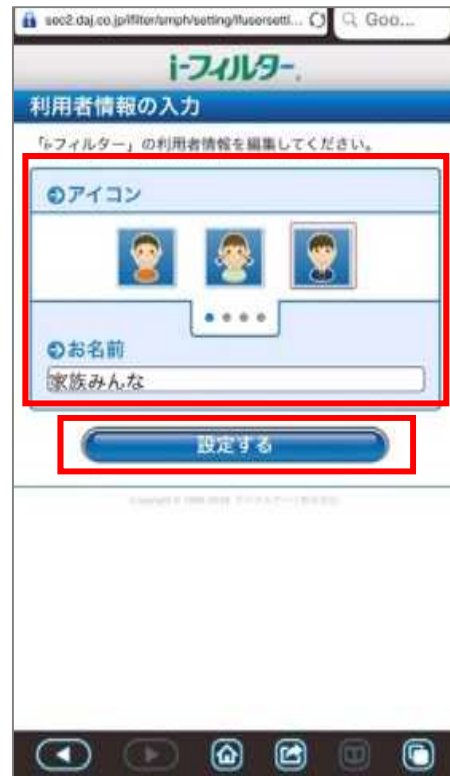 sec2.daj.co.jp/ifilter/smph/setting/ifusersetti... Goo...
i-フィルター®
利用者情報の入力
「i-フィルター」の利用者情報を編集してください。
アイコン
お名前
家族みんな
設定する